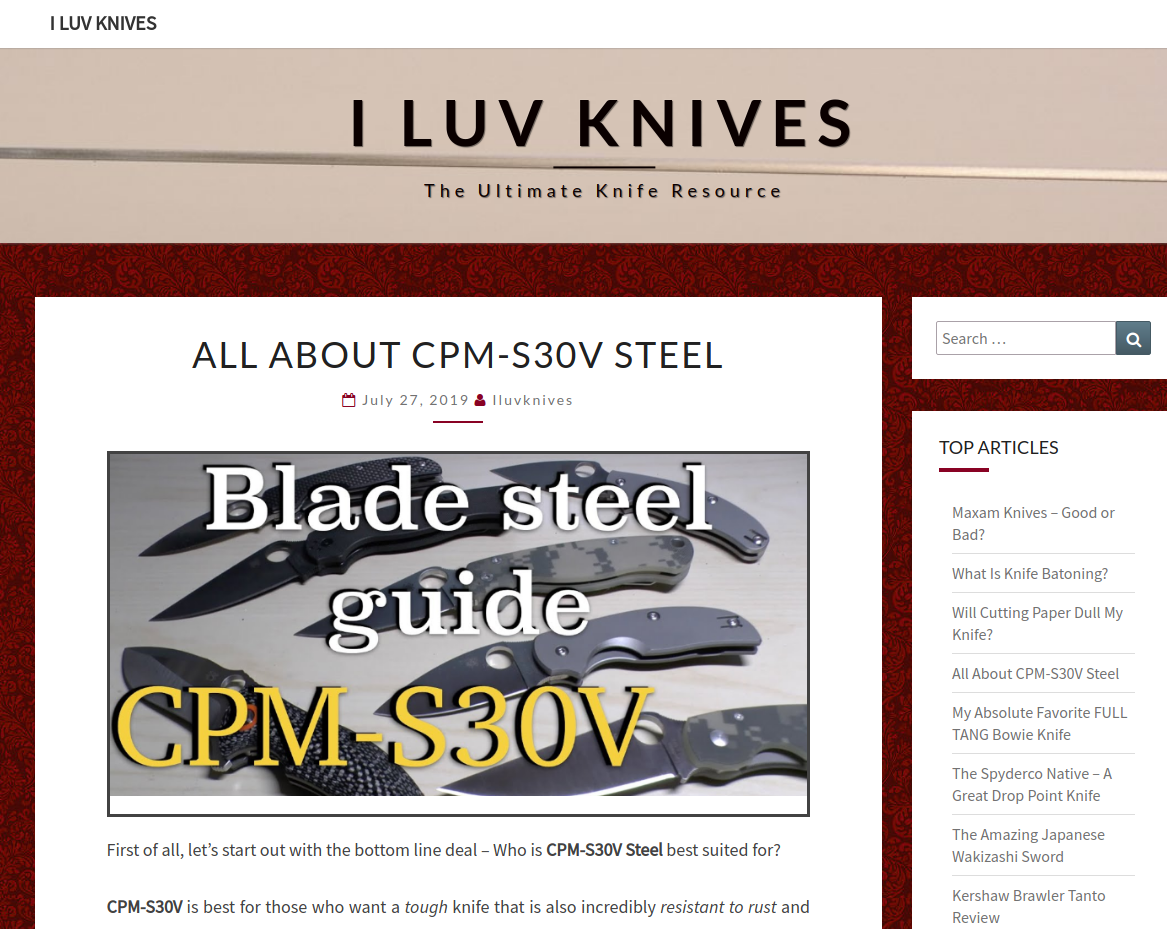 I LUV KNIVES
I LUV KNIVES
The Ultimate Knife Resource
ALL ABOUT CPM-S30V STEEL
July 27, 2019 Iluvknives
Blade steel
guide
CPM-S30V
First of all, let’s start out with the bottom line deal – Who is CPM-S30V Steel best suited for?
CPM-S30V is best for those who want a tough knife that is also incredibly resistant to rust and
Search …
TOP ARTICLES
Maxam Knives – Good or
Bad?
What Is Knife Batoning?
Will Cutting Paper Dull My
Knife?
All About CPM-S30V Steel
My Absolute Favorite FULL
TANG Bowie Knife
The Spyderco Native – A
Great Drop Point Knife
The Amazing Japanese
Wakizashi Sword
Kershaw Brawler Tanto
Review